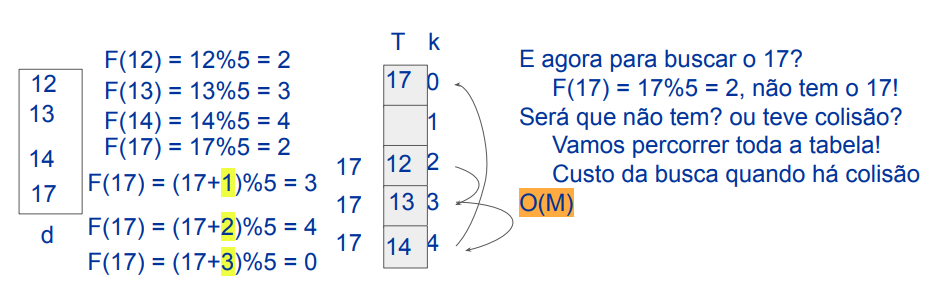 12
13
14
17
d
F(12) = 12%5 = 2
F(13) = 13%5 = 3
F(14) = 14%5 = 4
F(17) = 17%5 = 2
F(17) = (17+1)%5 = 3
F(17) = (17+2)%5 = 4
F(17) = (17+3)%5 = 0
T k
17 0
1
17 12 2
17 13 3
17 14 4
E agora para buscar o 17?
F(17) = 17%5 = 2, não tem o 17!
Será que não tem? ou teve colisão?
Vamos percorrer toda a tabela!
Custo da busca quando há colisão
O(M)